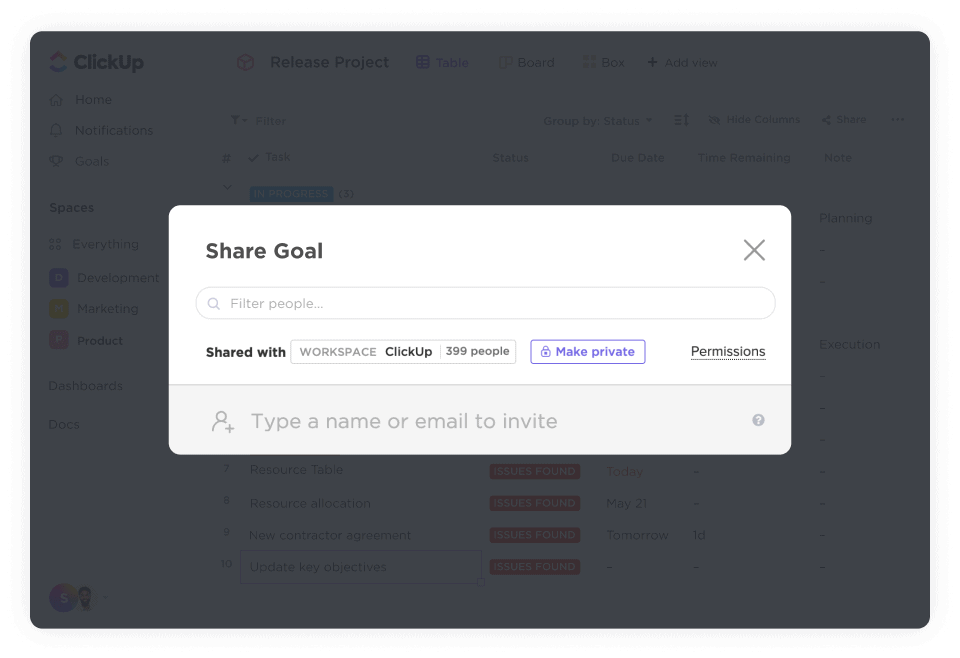 ClickUp
Release Project Table Board Box + Add view
Home
Notifications
Goals
Filter
Group by: Status Hide Columns Share ...
# Task Status Due Date Time Remaining Note
IN PROGRESS (3)
Spaces
Everything
D Development
M Marketing
P Product
Dashboards
Docs
Planning
–
–
Execution
–
–
–
Share Goal
Filter people...
Shared with WORKSPACE ClickUp 399 people Make private Permissions
Type a name or email to invite ?
7 Resource Table ISSUES FOUND Today – –
8 Resource allocation ISSUES FOUND May 21 – –
9 New contractor agreement ISSUES FOUND Tomorrow 1d –
10 Update key objectives ISSUES FOUND – – –
S